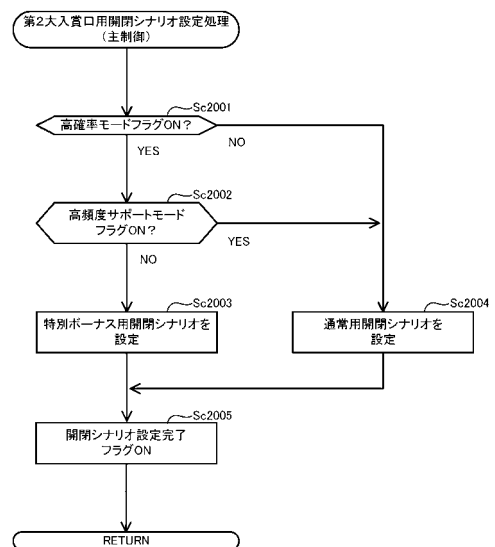 第2大入賞口用開閉シナリオ設定処理
(主制御)
Sc2001
高確率モードフラグON?
NO
YES
Sc2002
高頻度サポートモード
フラグON?
YES
NO
Sc2003
特別ボーナス用開閉シナリオを
設定
Sc2004
通常用開閉シナリオを
設定
Sc2005
開閉シナリオ設定完了
フラグON
RETURN